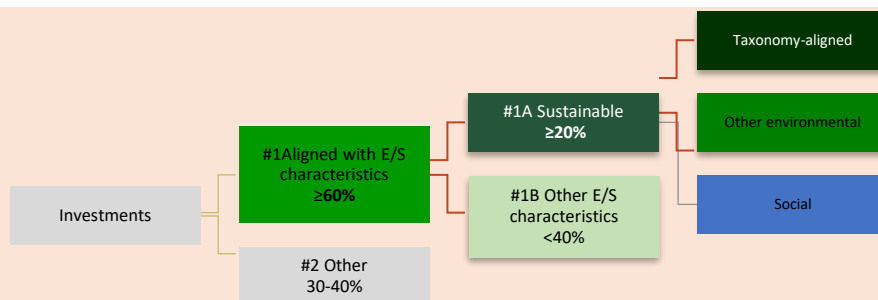 Taxonomy-aligned
#1A Sustainable
≥20%
Other environmental
#1Aligned with E/S
characteristics
≥60%
#1B Other E/S
characteristics
<40%
Social
Investments
#2 Other
30-40%